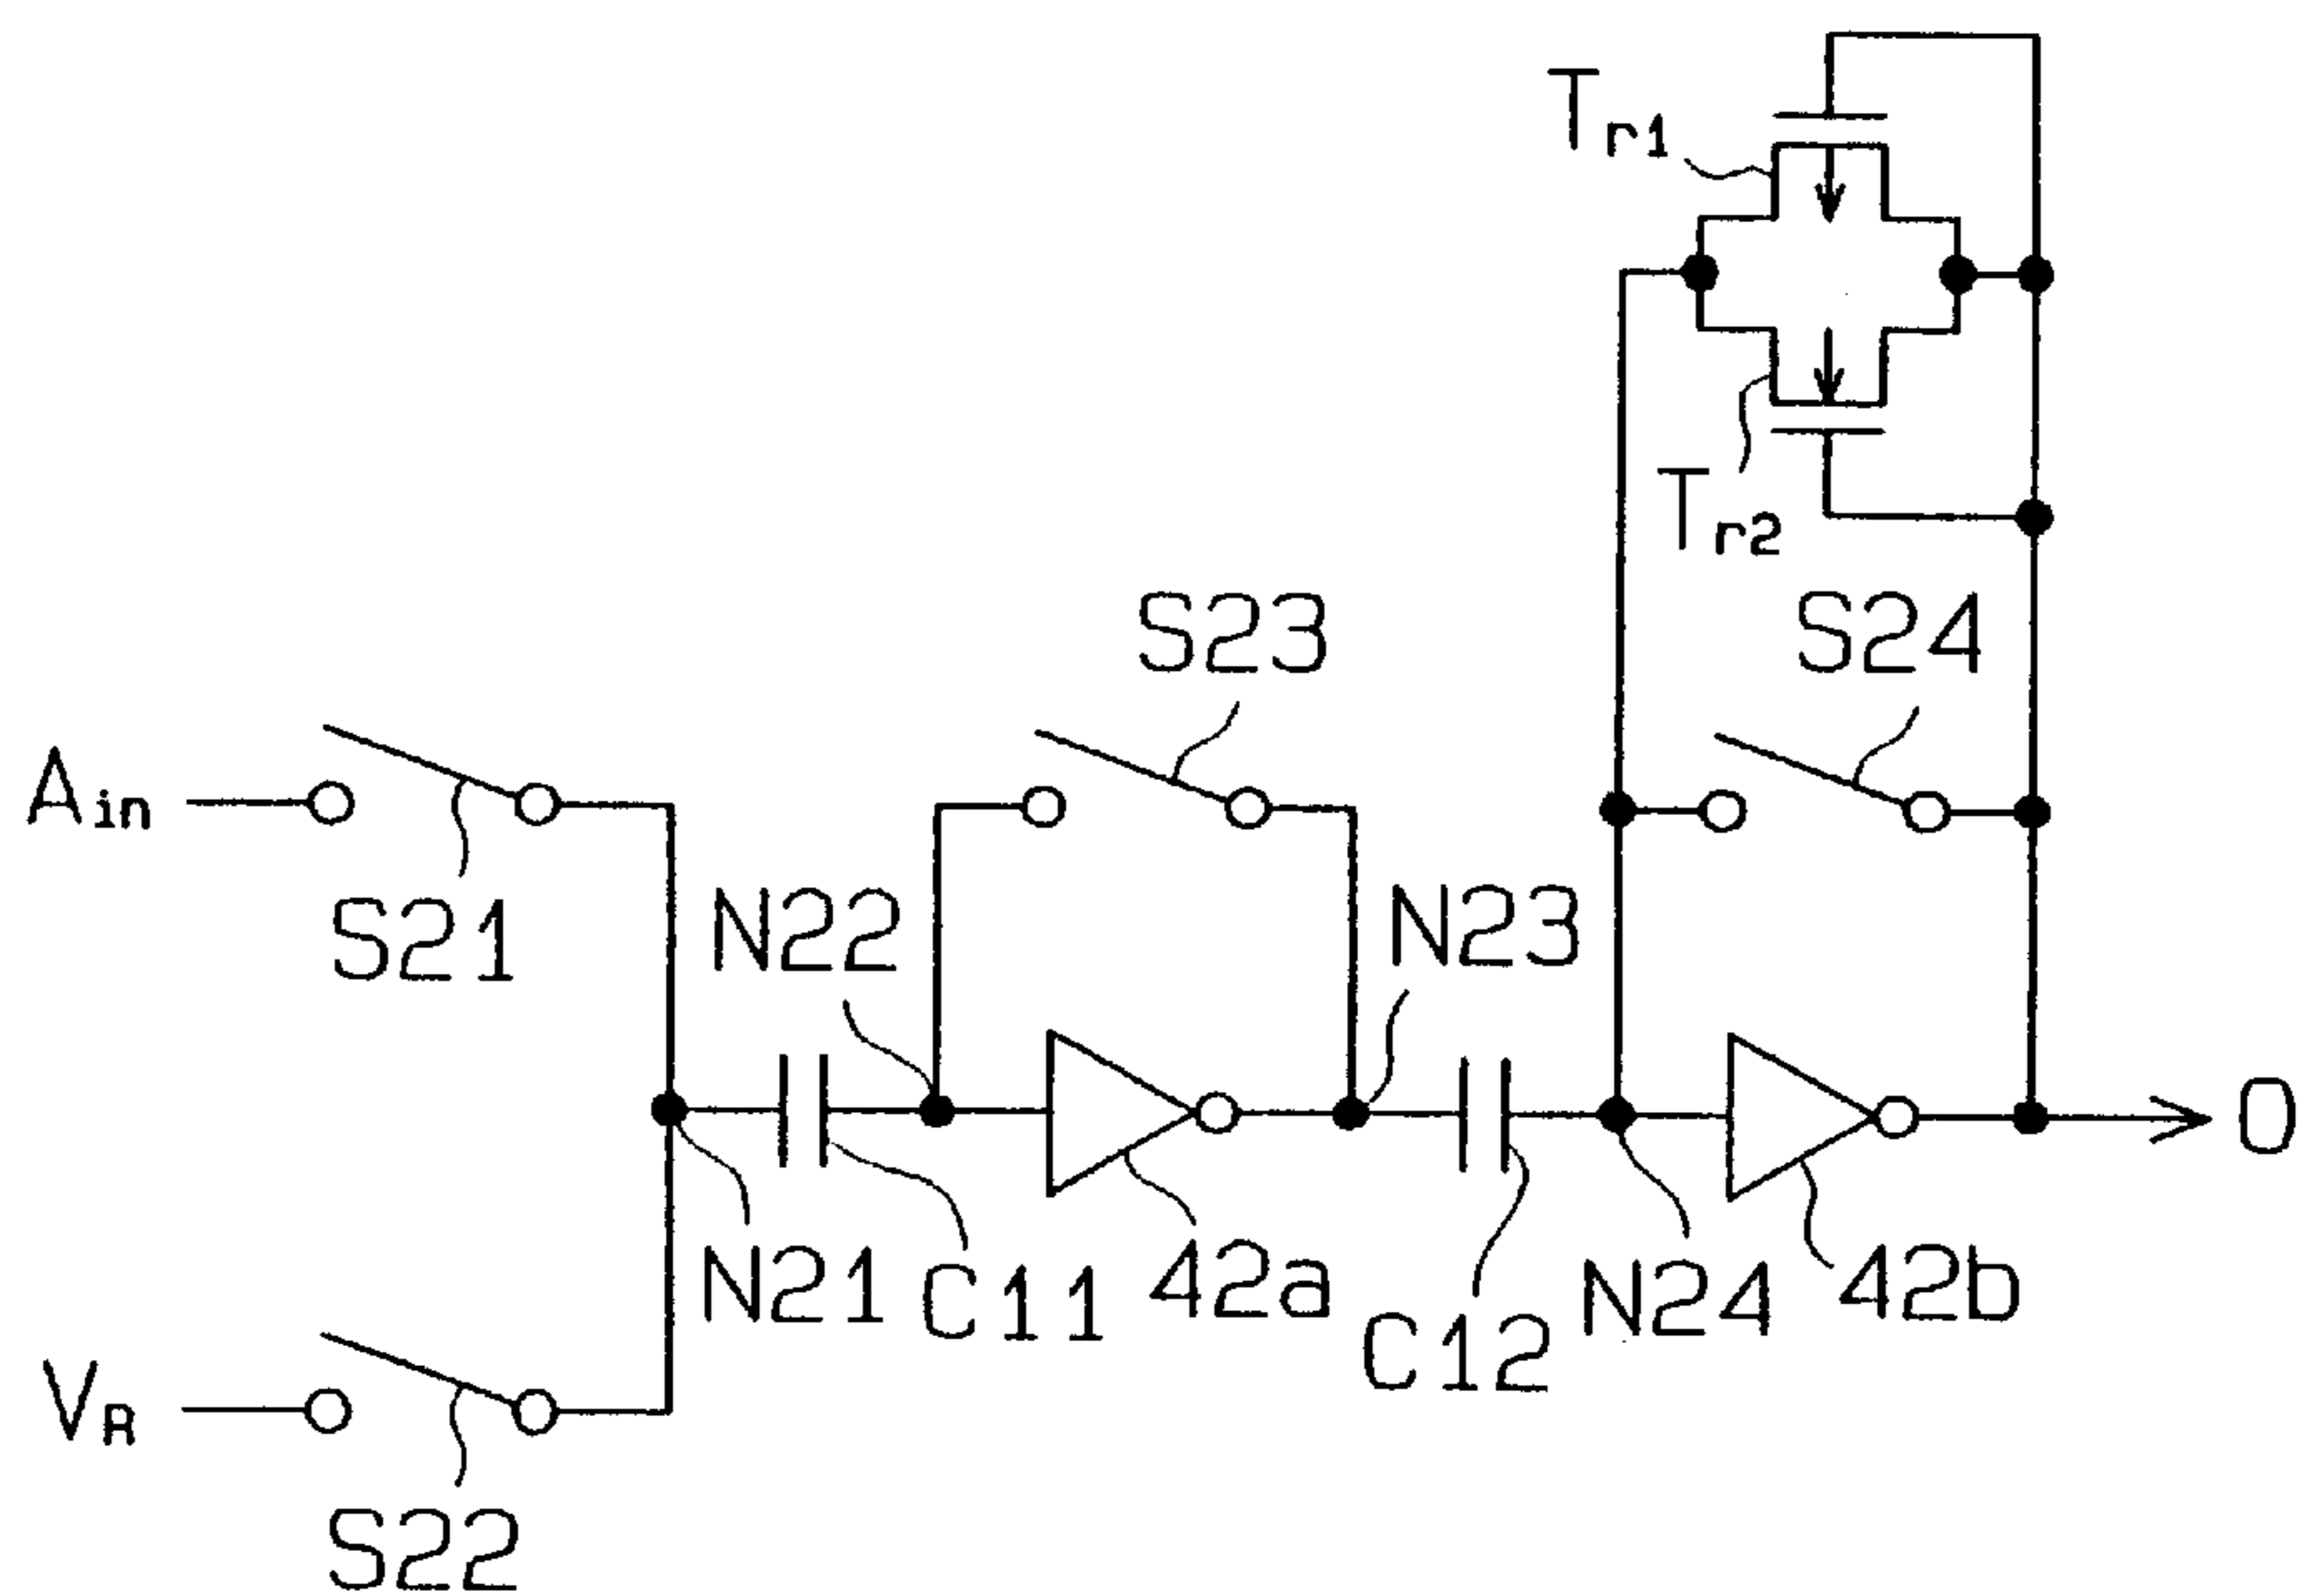 Tr1
Tr2
S23
S24
Ain
S21
N22
N23
N21
C11
42a
C12
N24
42b
O
VR
S22